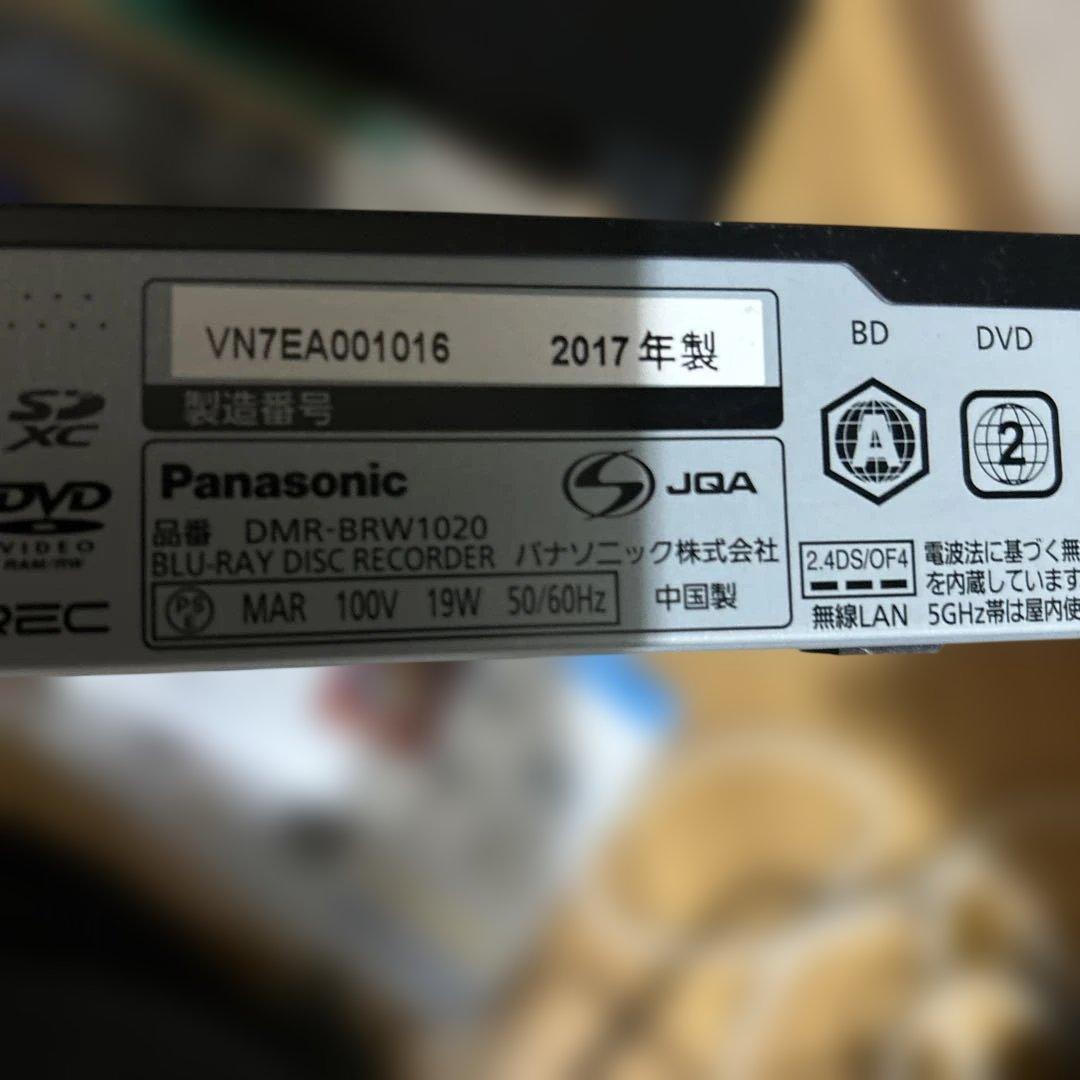 VN7EA001016 2017年製
製造番号
SD
XC
DVD
VIDEO
RAM/RW
REC
Panasonic
JQA
品番 DMR-BRW1020
BLU-RAY DISC RECORDER パナソニック株式会社
PSE MAR 100V 19W 50/60Hz 中国製
BD DVD
A 2
2.4DS/OF4
無線LAN
電波法に基づく無
を内蔵しています
5GHz帯は屋内使